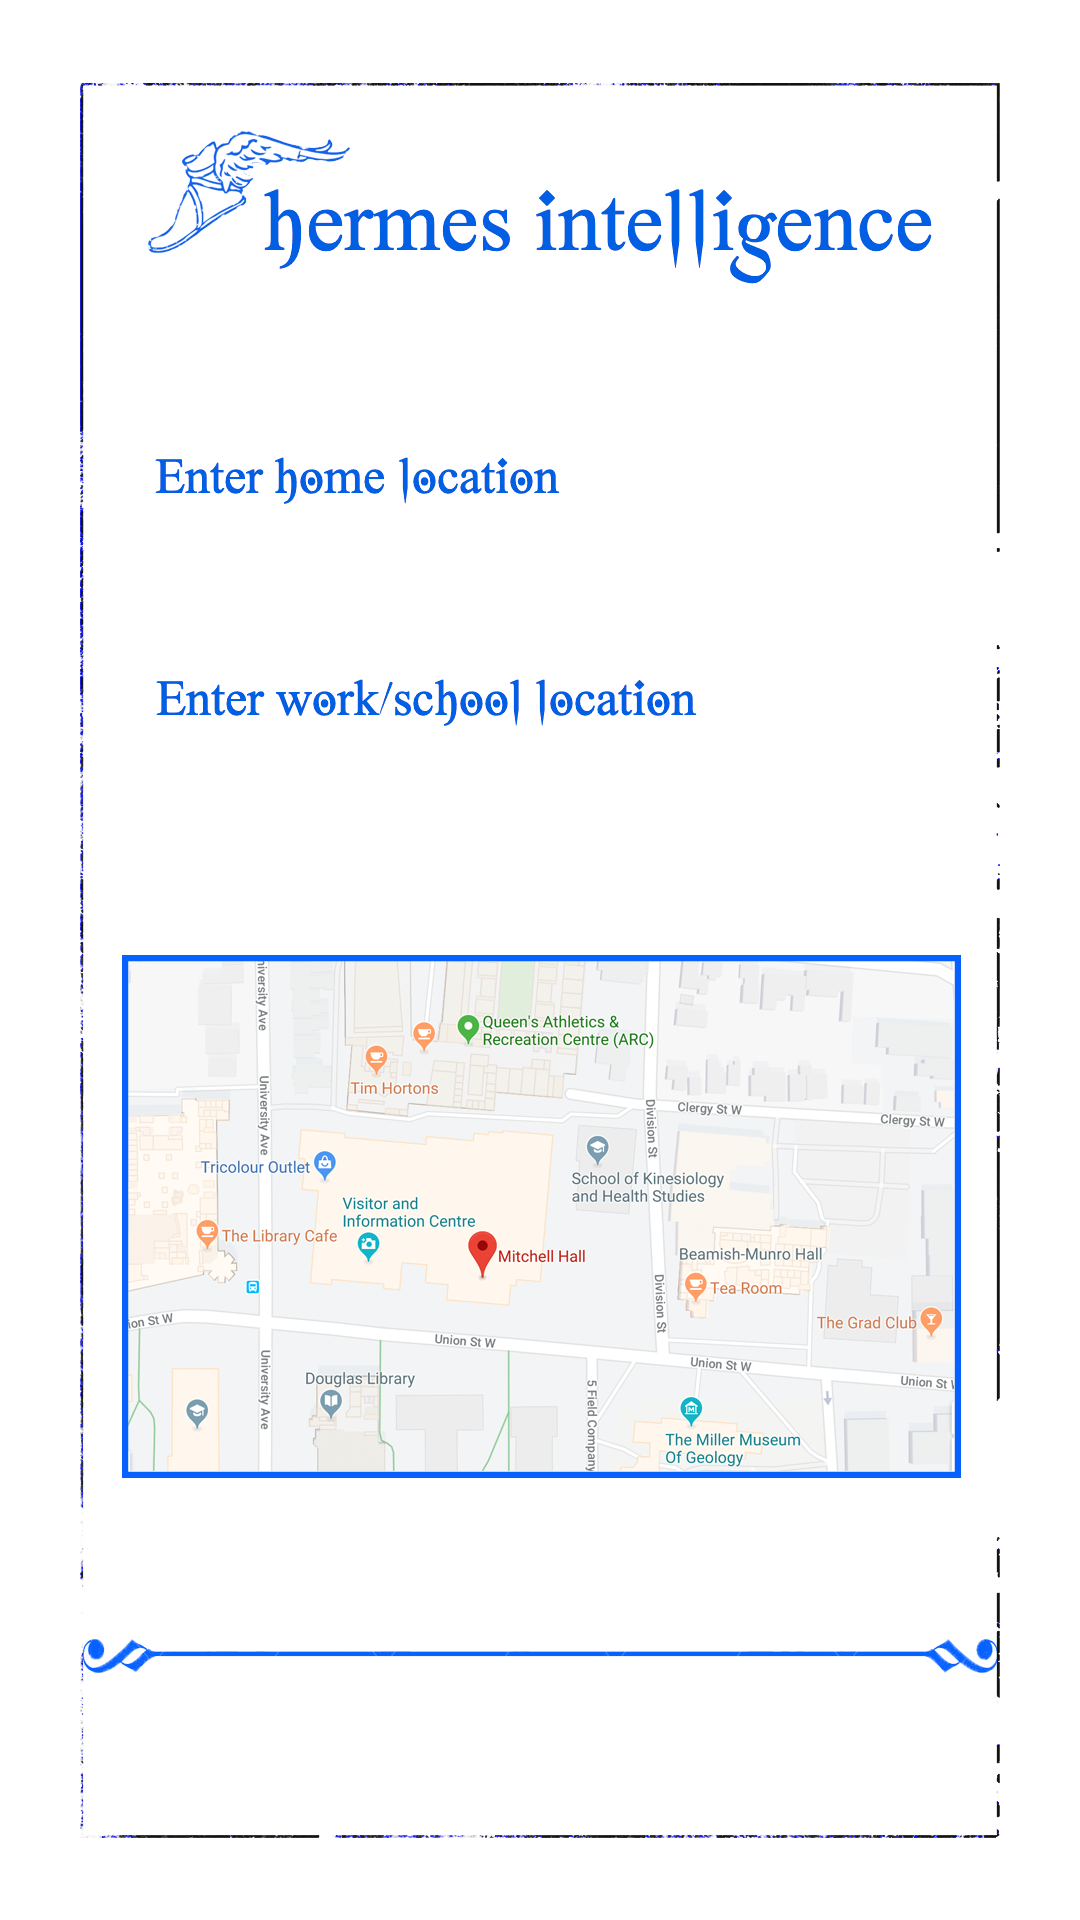 hermes intelligence
Enter home location
Enter work/school location
niversity Ave
Queen's Athletics &
Recreation Centre (ARC)
Tim Hortons
University Ave
Division St
Clergy St W
Clergy St W
Tricolour Outlet
School of Kinesiology
and Health Studies
Visitor and
Information Centre
The Library Cafe
Mitchell Hall
Beamish-Munro Hall
Tea Room
Division St
The Grad Club
ion St W
Union St W
Union St W
Union St W
University Ave
Douglas Library
5 Field Company
The Miller Museum
Of Geology